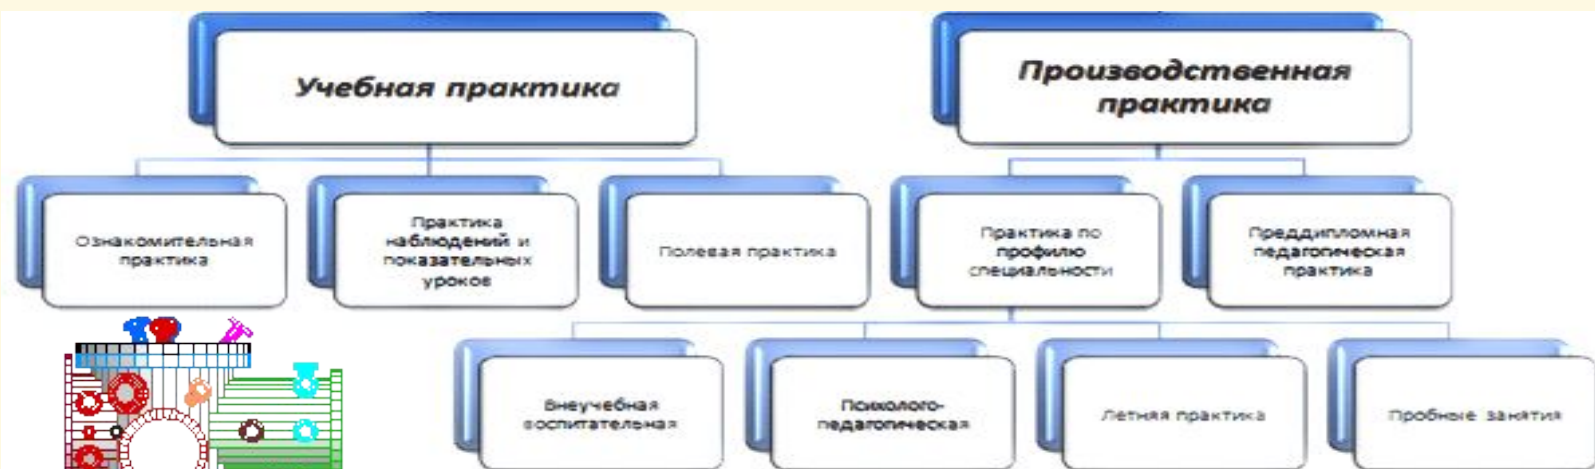 Учебная практика
Производственная
практика
Ознакомительная
практика
Практика
наблюдений и
показательных
уроков
Полевая практика
Практика по
профилю
специальности
Преддипломная
педагогическая
практика
Внеучебная
воспитательная
Психолого-
педагогическая
Летняя практика
Пробные занятия